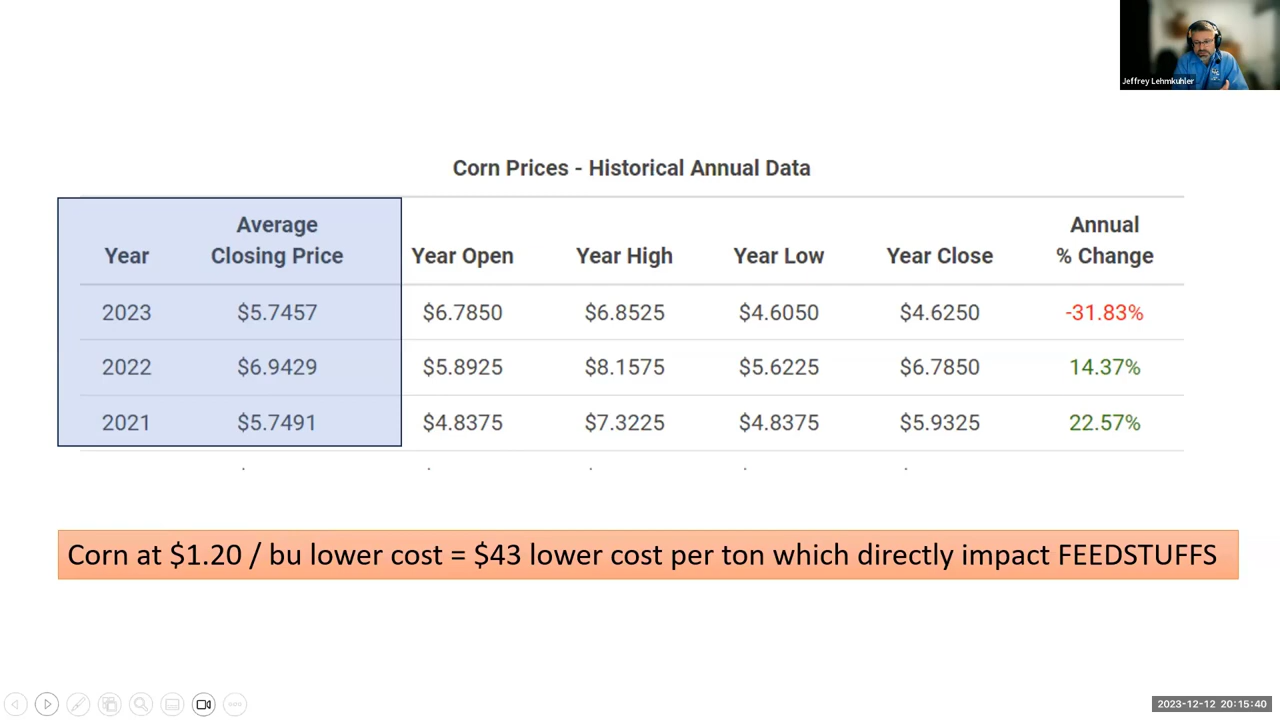 Jeffrey Lehmkuhler
Corn Prices - Historical Annual Data
Year Average Closing Price Year Open Year High Year Low Year Close Annual % Change
2023 $5.7457 $6.7850 $6.8525 $4.6050 $4.6250 -31.83%
2022 $6.9429 $5.8925 $8.1575 $5.6225 $6.7850 14.37%
2021 $5.7491 $4.8375 $7.3225 $4.8375 $5.9325 22.57%
Corn at $1.20 / bu lower cost = $43 lower cost per ton which directly impact FEEDSTUFFS
2023-12-12 20:15:40